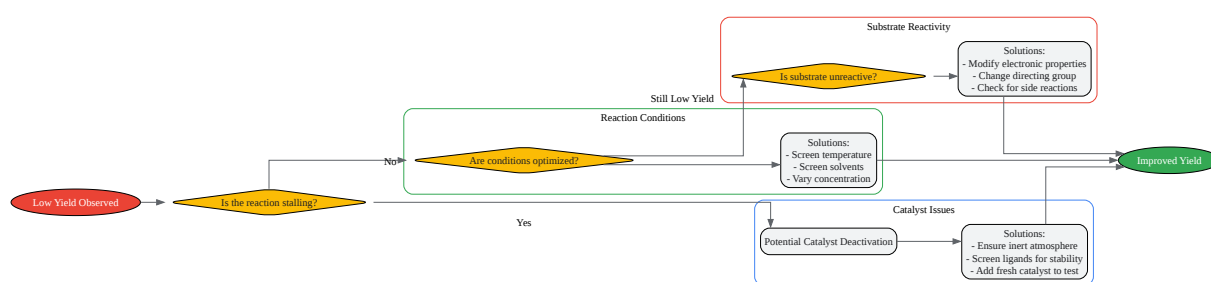 Substrate Reactivity
Solutions:
- Modify electronic properties
- Change directing group
- Check for side reactions
Is substrate unreactive?
Still Low Yield
Reaction Conditions
Solutions:
- Screen temperature
- Screen solvents
- Vary concentration
Are conditions optimized?
No
Improved Yield
Low Yield Observed
Is the reaction stalling?
Yes
Catalyst Issues
Potential Catalyst Deactivation
Solutions:
- Ensure inert atmosphere
- Screen ligands for stability
- Add fresh catalyst to test